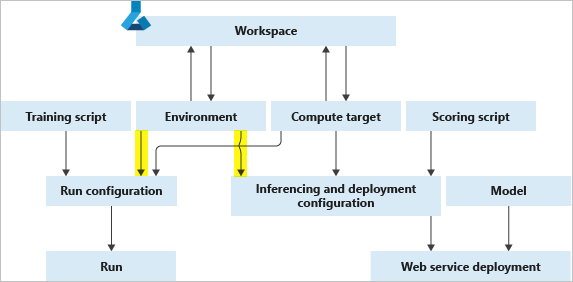 Workspace
Training script
Environment
Compute target
Scoring script
Run configuration
Inferencing and deployment
configuration
Model
Run
Web service deployment